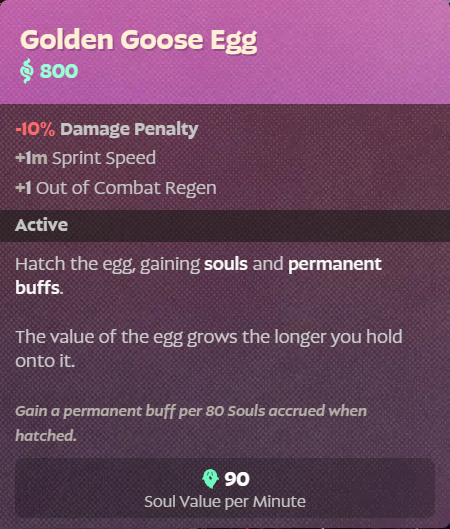 Golden Goose Egg
800
-10% Damage Penalty
+1m Sprint Speed
+1 Out of Combat Regen
Active
Hatch the egg, gaining souls and permanent
buffs.
The value of the egg grows the longer you hold
onto it.
Gain a permanent buff per 80 Souls accrued when
hatched.
90
Soul Value per Minute